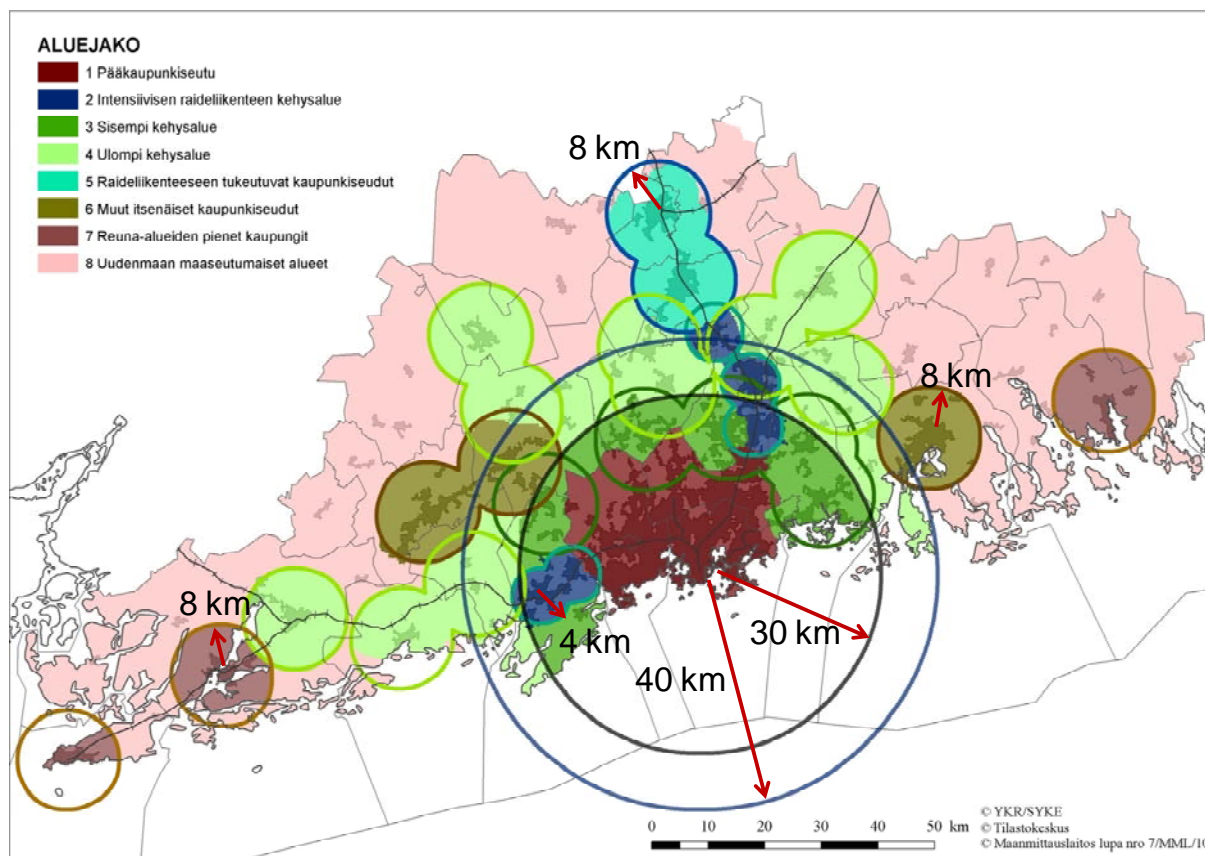 ALUEJAKO
1 Pääkaupunkiseutu
2 Intensiivisen raideliikenteen kehysalue
3 Sisempi kehysalue
4 Ulompi kehysalue
5 Raideliikenteeseen tukeutuvat kaupunkiseudut
6 Muut itsenäiset kaupunkiseudut
7 Reuna-alueiden pienet kaupungit
8 Uudenmaan maaseutumaiset alueet
8 km
8 km
8 km
4 km
30 km
40 km
0 10 20 30 40 50 km
© YKR/SYKE
© Tilastokeskus
© Maanmittauslaitos lupa nro 7/MML/10